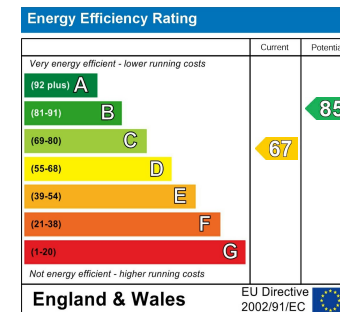 Energy Efficiency Rating
Current Potentia
Very energy efficient - lower running costs
(92 plus) A
(81-91) B
85
(69-80) C
67
(55-68) D
(39-54) E
(21-38) F
(1-20) G
Not energy efficient - higher running costs
England & Wales
EU Directive
2002/91/EC